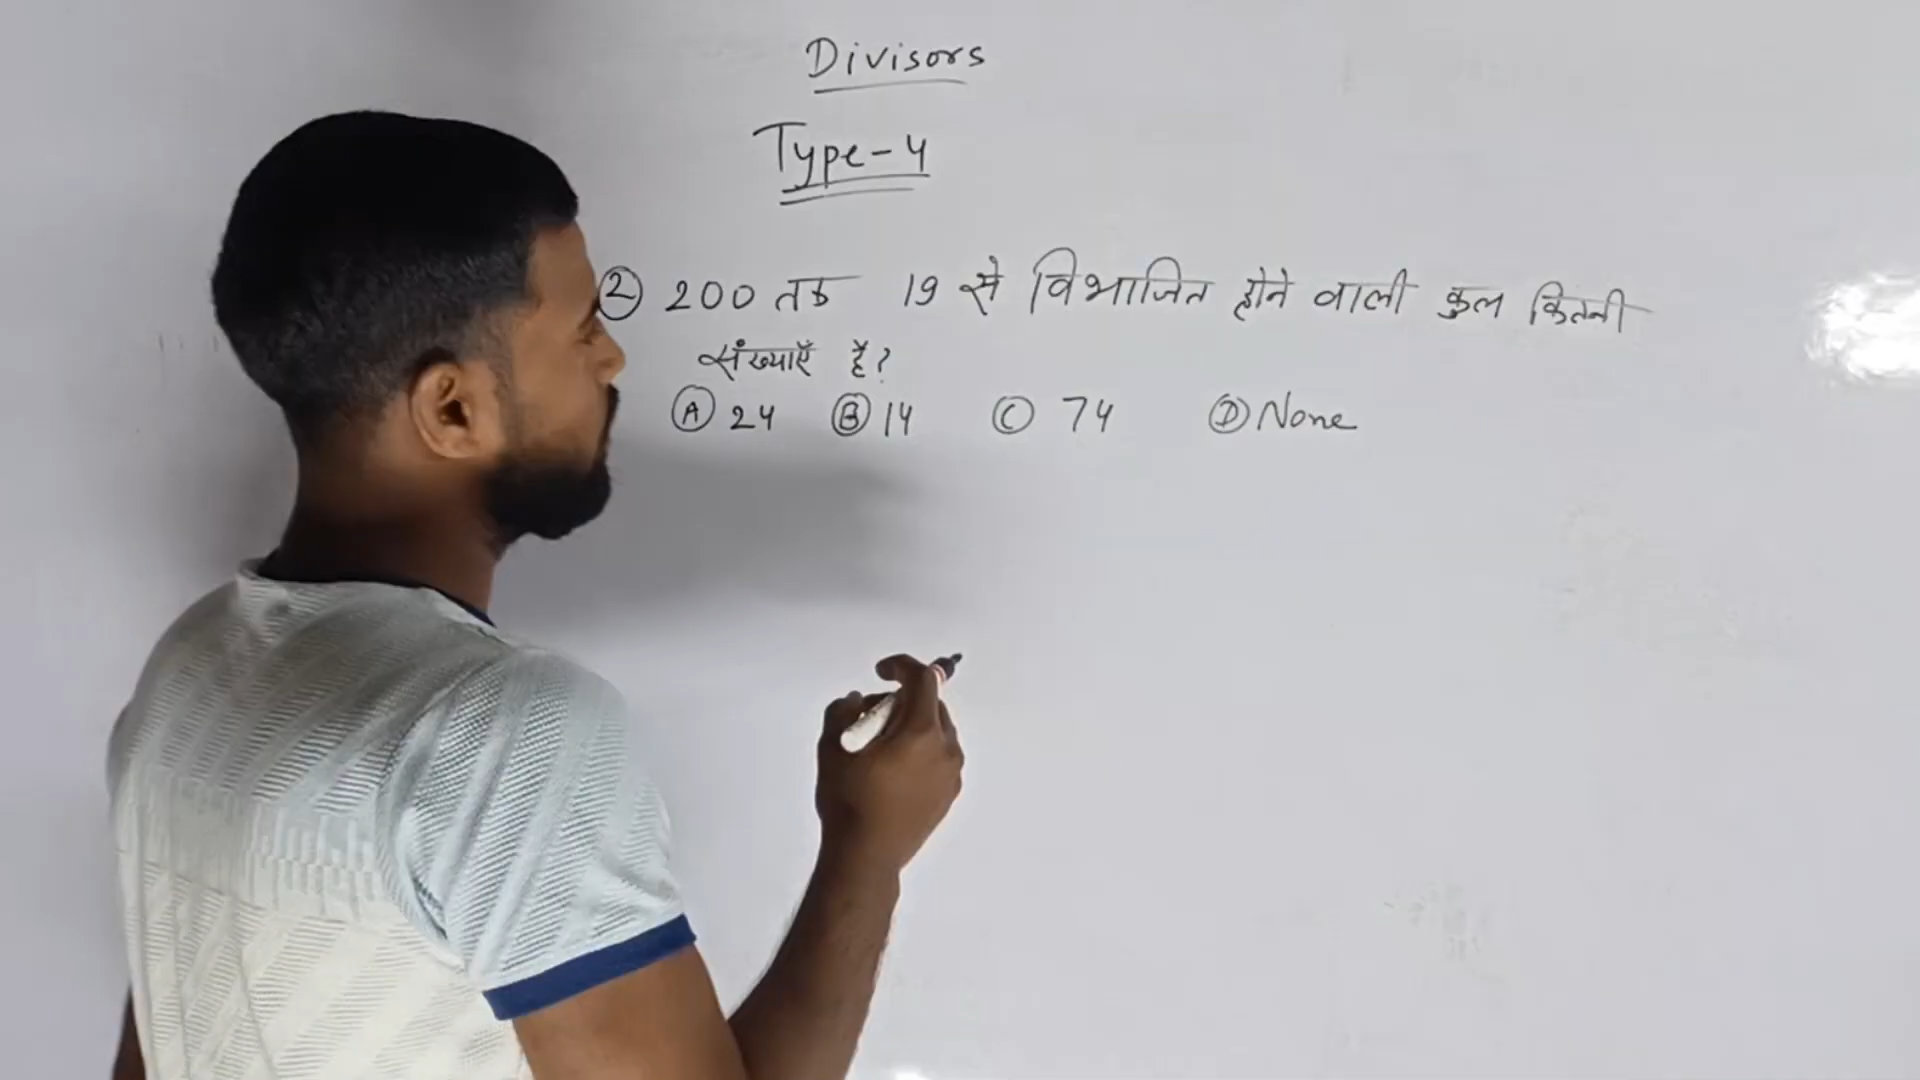 Divisors
Type-4
② 200 तक 19 से विभाजित होने वाली कुल कितनी
संख्याएँ हैं?
Ⓐ 24 Ⓑ 14 Ⓒ 74 Ⓓ None